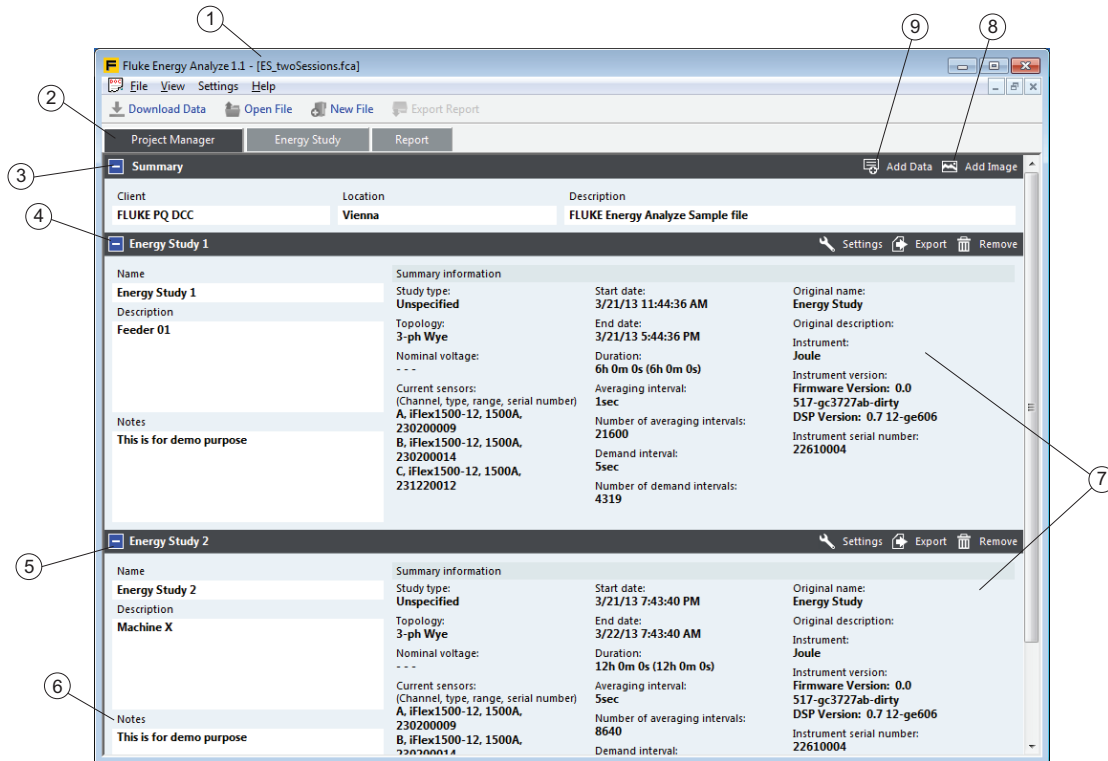 1
9
8
Fluke Energy Analyze 1.1 - [ES_twoSessions.fca]
File View Settings Help
2
Download Data Open File New File Export Report
Project Manager Energy Study Report
3
Summary Add Data Add Image
Client Location Description
FLUKE PQ DCC Vienna FLUKE Energy Analyze Sample file
4
Energy Study 1 Settings Export Remove
Name
Energy Study 1
Description
Feeder 01
Notes
This is for demo purpose
Summary information
Study type:
Unspecified
Topology:
3-ph Wye
Nominal voltage:
- - -
Current sensors:
(Channel, type, range, serial number)
A, iFlex1500-12, 1500A,
230200009
B, iFlex1500-12, 1500A,
230200014
C, iFlex1500-12, 1500A,
231220012
Start date:
3/21/13 11:44:36 AM
End date:
3/21/13 5:44:36 PM
Duration:
6h 0m 0s (6h 0m 0s)
Averaging interval:
1sec
Number of averaging intervals:
21600
Demand interval:
5sec
Number of demand intervals:
4319
Original name:
Energy Study
Original description:
Instrument:
Joule
Instrument version:
Firmware Version: 0.0
517-gc3727ab-dirty
DSP Version: 0.7 12-ge606
Instrument serial number:
22610004
7
5
Energy Study 2 Settings Export Remove
Name
Energy Study 2
Description
Machine X
6
Notes
This is for demo purpose
Summary information
Study type:
Unspecified
Topology:
3-ph Wye
Nominal voltage:
- - -
Current sensors:
(Channel, type, range, serial number)
A, iFlex1500-12, 1500A,
230200009
B, iFlex1500-12, 1500A,
230200014
Start date:
3/21/13 7:43:40 PM
End date:
3/22/13 7:43:40 AM
Duration:
12h 0m 0s (12h 0m 0s)
Averaging interval:
5sec
Number of averaging intervals:
8640
Demand interval:
Original name:
Energy Study
Original description:
Instrument:
Joule
Instrument version:
Firmware Version: 0.0
517-gc3727ab-dirty
DSP Version: 0.7 12-ge606
Instrument serial number:
22610004